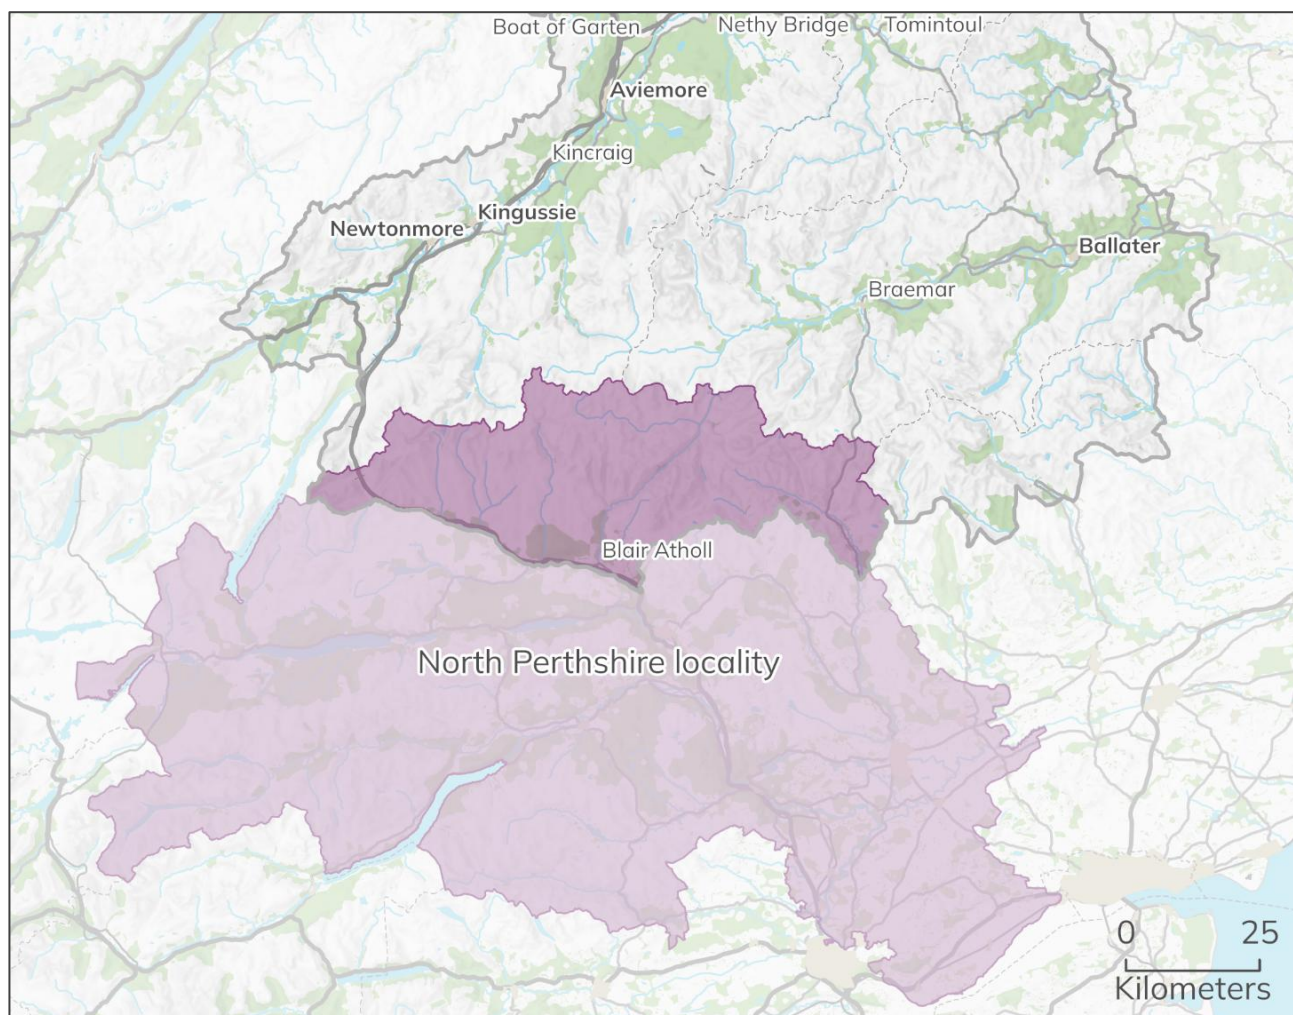 Boat of Garten
Nethy Bridge
Tomintoul
Aviemore
Kincraig
Kingussie
Newtonmore
Ballater
Braemar
Blair Atholl
North Perthshire locality
0 25
Kilometers